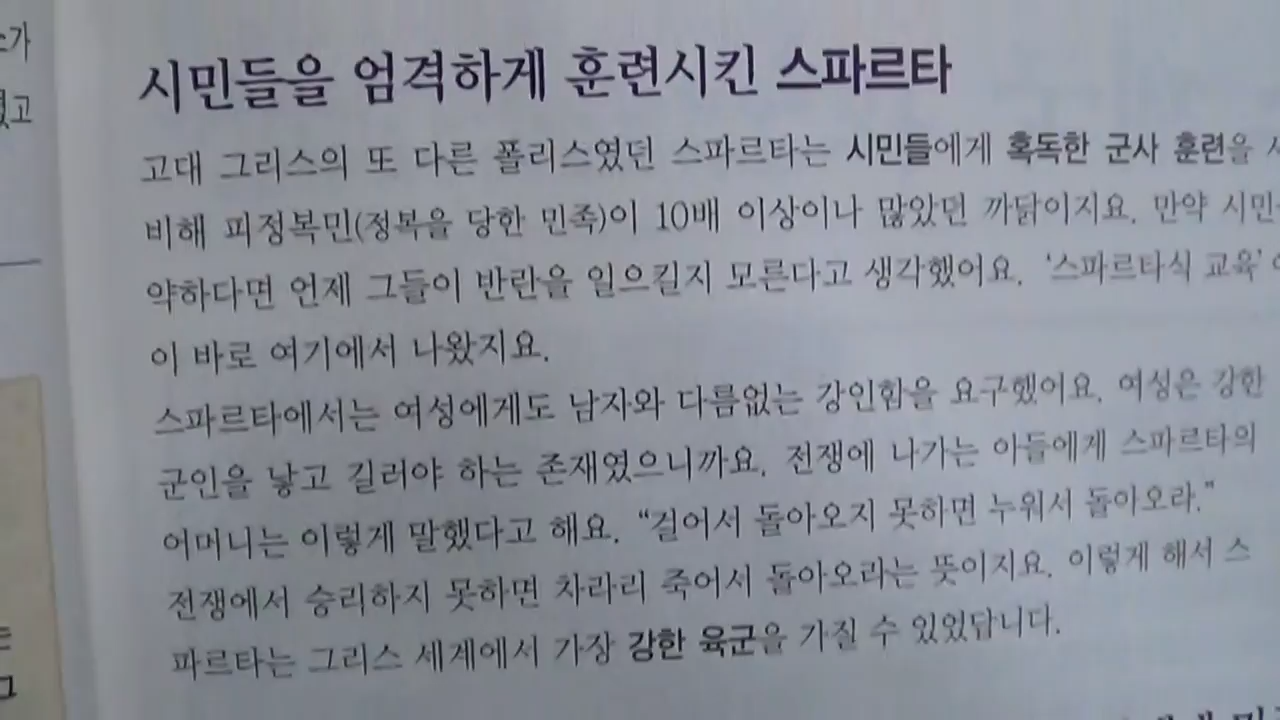 시민들을 엄격하게 훈련시킨 스파르타
고대 그리스의 또 다른 폴리스였던 스파르타는 시민들에게 혹독한 군사 훈련을
비해 피정복민(정복을 당한 민족)이 10배 이상이나 많았던 까닭이지요. 만약 시민
약하다면 언제 그들이 반란을 일으킬지 모른다고 생각했어요. '스파르타식 교육'
이 바로 여기에서 나왔지요.
스파르타에서는 여성에게도 남자와 다름없는 강인함을 요구했어요. 여성은 강한
군인을 낳고 길러야 하는 존재였으니까요. 전쟁에 나가는 아들에게 스파르타의
어머니는 이렇게 말했다고 해요. “걸어서 돌아오지 못하면 누워서 돌아오라.”
전쟁에서 승리하지 못하면 차라리 죽어서 돌아오라는 뜻이지요. 이렇게 해서 스
파르타는 그리스 세계에서 가장 강한 육군을 가질 수 있었답니다.